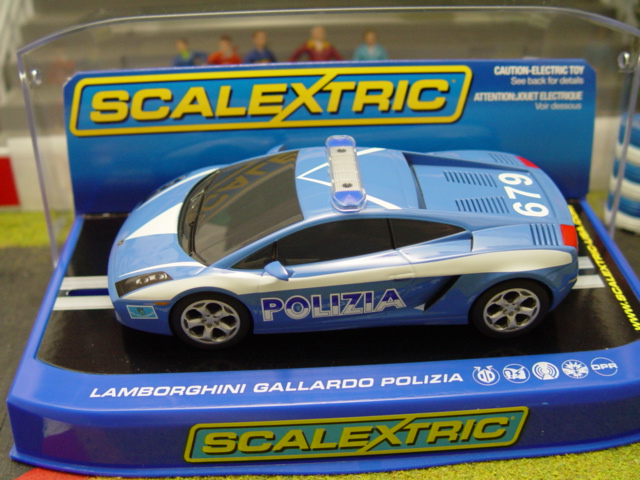 SCALEXTRIC
CAUTION-ELECTRIC TOY
See back for details
ATTENTION:JOUET ELECTRIQUE
Voir dessous
679
POLIZIA
LAMBORGHINI GALLARDO POLIZIA
DPR
SCALEXTRIC